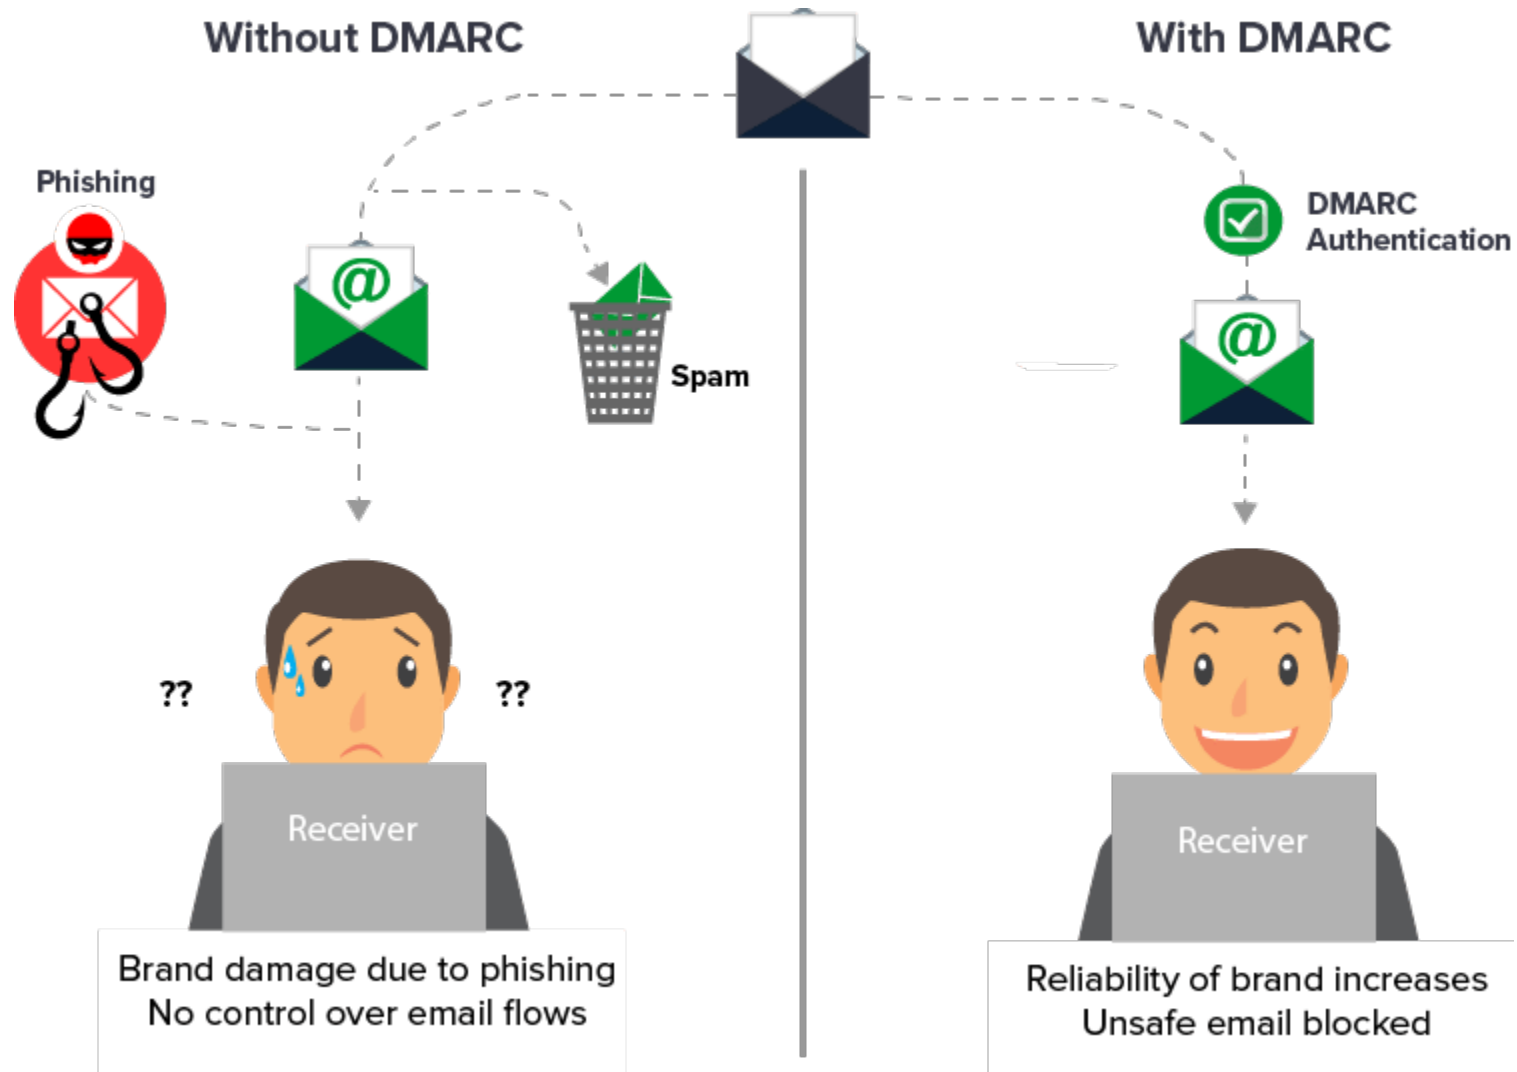 Without DMARC
With DMARC
Phishing
@
Spam
DMARC
Authentication
@
??
??
Receiver
Receiver
Brand damage due to phishing
No control over email flows
Reliability of brand increases
Unsafe email blocked